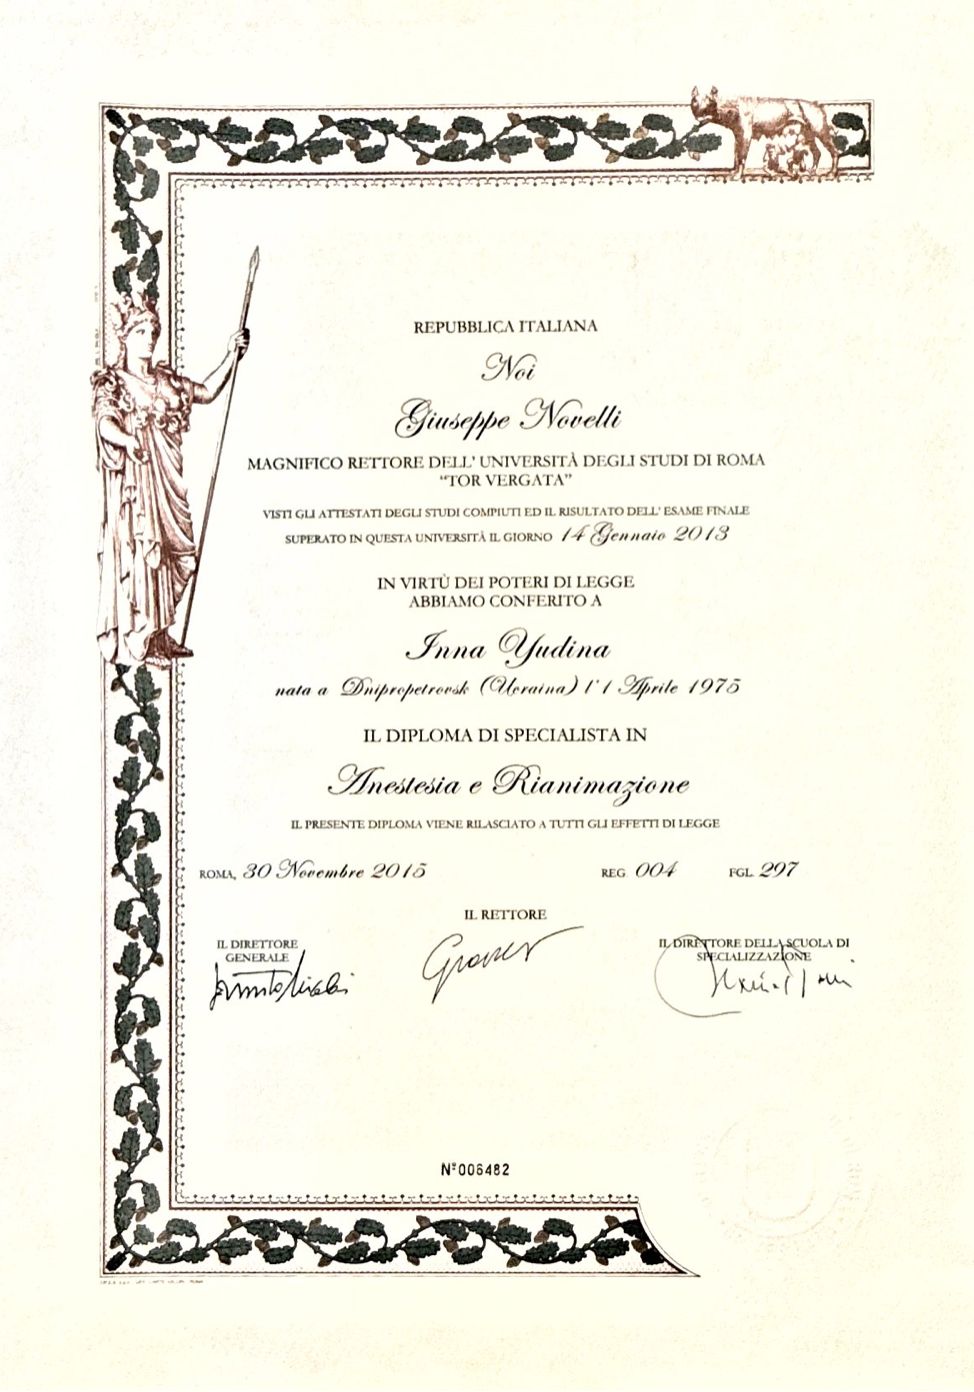 REPUBBLICA ITALIANA
Noi
Giuseppe Novelli
MAGNIFICO RETTORE DELL' UNIVERSITÀ DEGLI STUDI DI ROMA
“TOR VERGATA”
VISTI GLI ATTESTATI DEGLI STUDI COMPIUTI ED IL RISULTATO DELL' ESAME FINALE
SUPERATO IN QUESTA UNIVERSITÀ IL GIORNO 14 Gennaio 2013
IN VIRTÙ DEI POTERI DI LEGGE
ABBIAMO CONFERITO A
Inna Yudina
nata a Dnipropetrovsk (Ucraina) l'1 Aprile 1975
IL DIPLOMA DI SPECIALISTA IN
Anestesia e Rianimazione
IL PRESENTE DIPLOMA VIENE RILASCIATO A TUTTI GLI EFFETTI DI LEGGE
ROMA, 30 Novembre 2015 REG. 004 FGL. 297
IL RETTORE
IL DIRETTORE
GENERALE
IL DIRETTORE DELLA SCUOLA DI
SPECIALIZZAZIONE
Nº006482